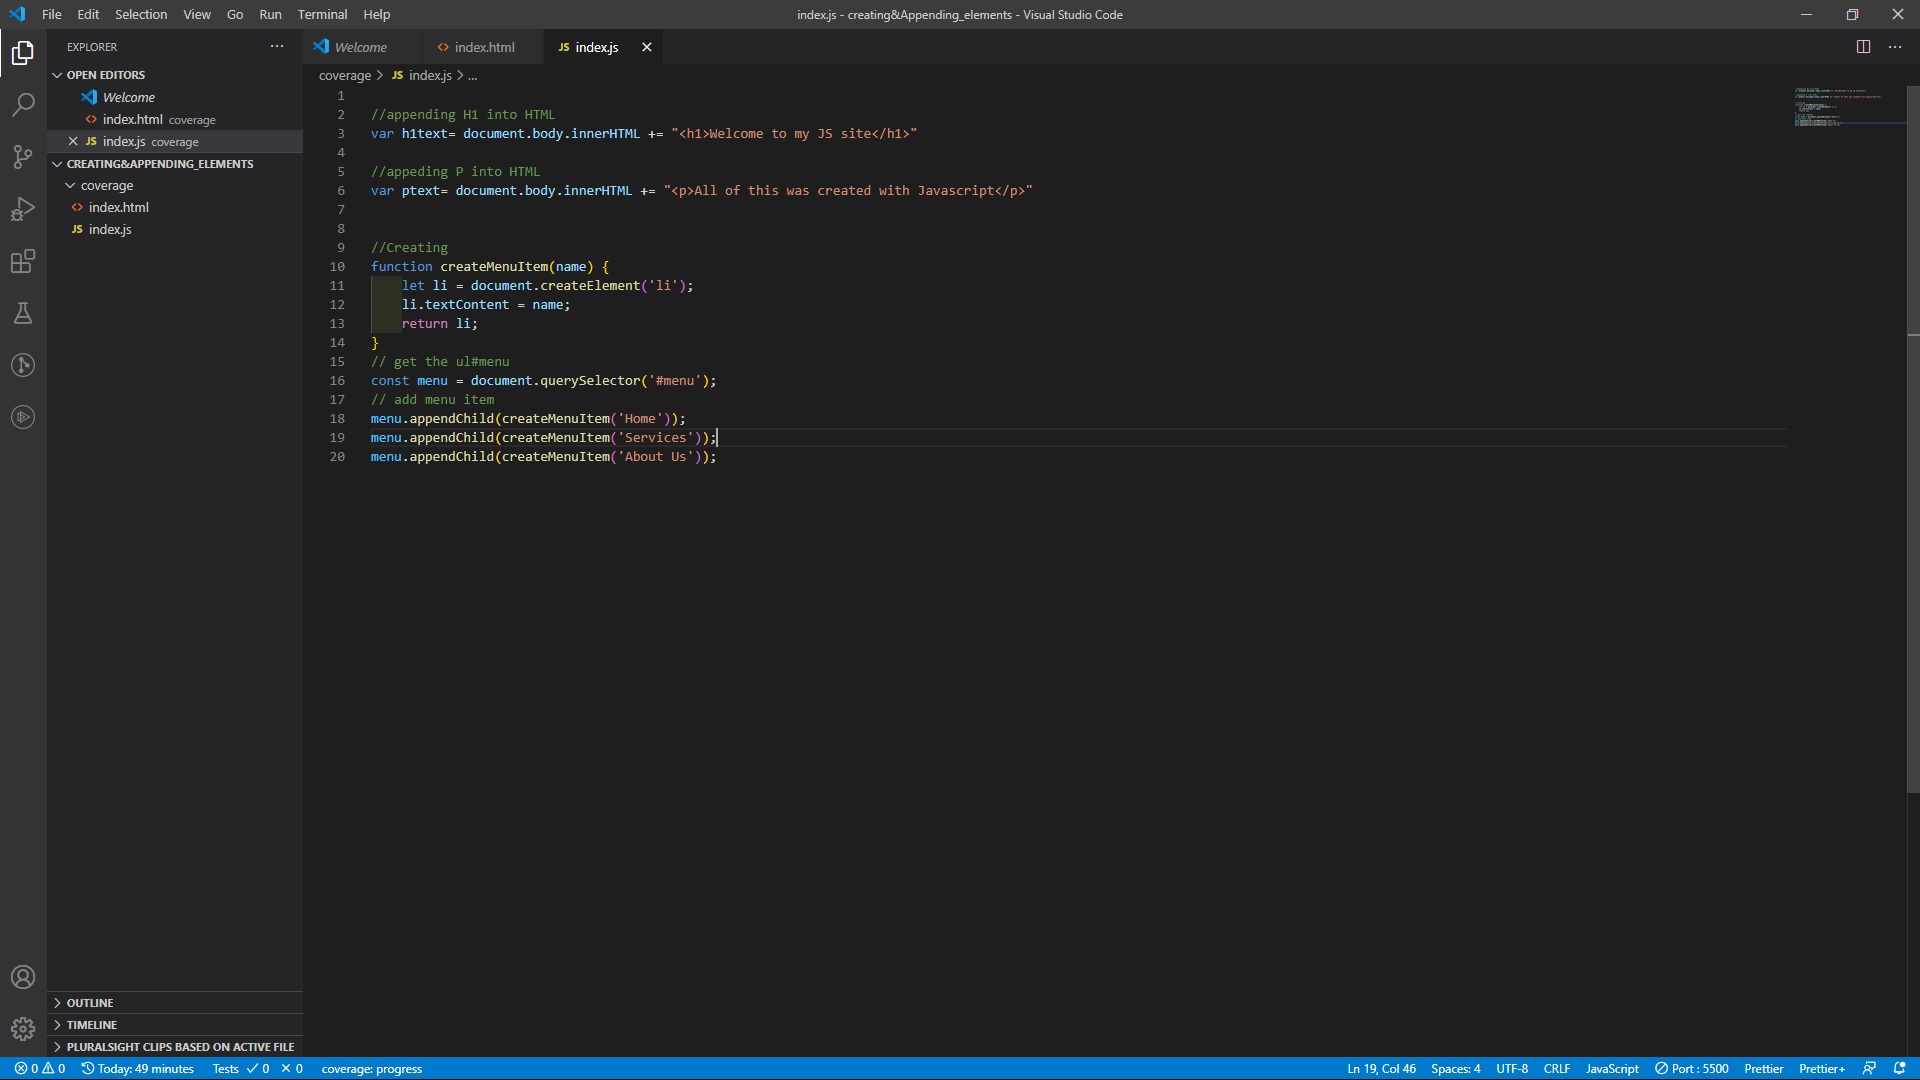 File Edit Selection View Go Run Terminal Help
index.js - creating&Appending_elements - Visual Studio Code
EXPLORER
OPEN EDITORS
Welcome
index.html coverage
JS index.js coverage
CREATING&APPENDING_ELEMENTS
coverage
index.html
JS index.js
OUTLINE
TIMELINE
PLURALSIGHT CLIPS BASED ON ACTIVE FILE
Welcome index.html JS index.js
coverage > JS index.js > ...
1
2 //appending H1 into HTML
3 var h1text= document.body.innerHTML += "<h1>Welcome to my JS site</h1>"
4
5 //appeding P into HTML
6 var ptext= document.body.innerHTML += "<p>All of this was created with Javascript</p>"
7
8
9 //Creating
10 function createMenuItem(name) {
11 let li = document.createElement('li');
12 li.textContent = name;
13 return li;
14 }
15 // get the ul#menu
16 const menu = document.querySelector('#menu');
17 // add menu item
18 menu.appendChild(createMenuItem('Home'));
19 menu.appendChild(createMenuItem('Services'));
20 menu.appendChild(createMenuItem('About Us'));
0 0 Today: 49 minutes Tests 0 0 coverage: progress Ln 19, Col 46 Spaces: 4 UTF-8 CRLF JavaScript Port : 5500 Prettier Prettier+